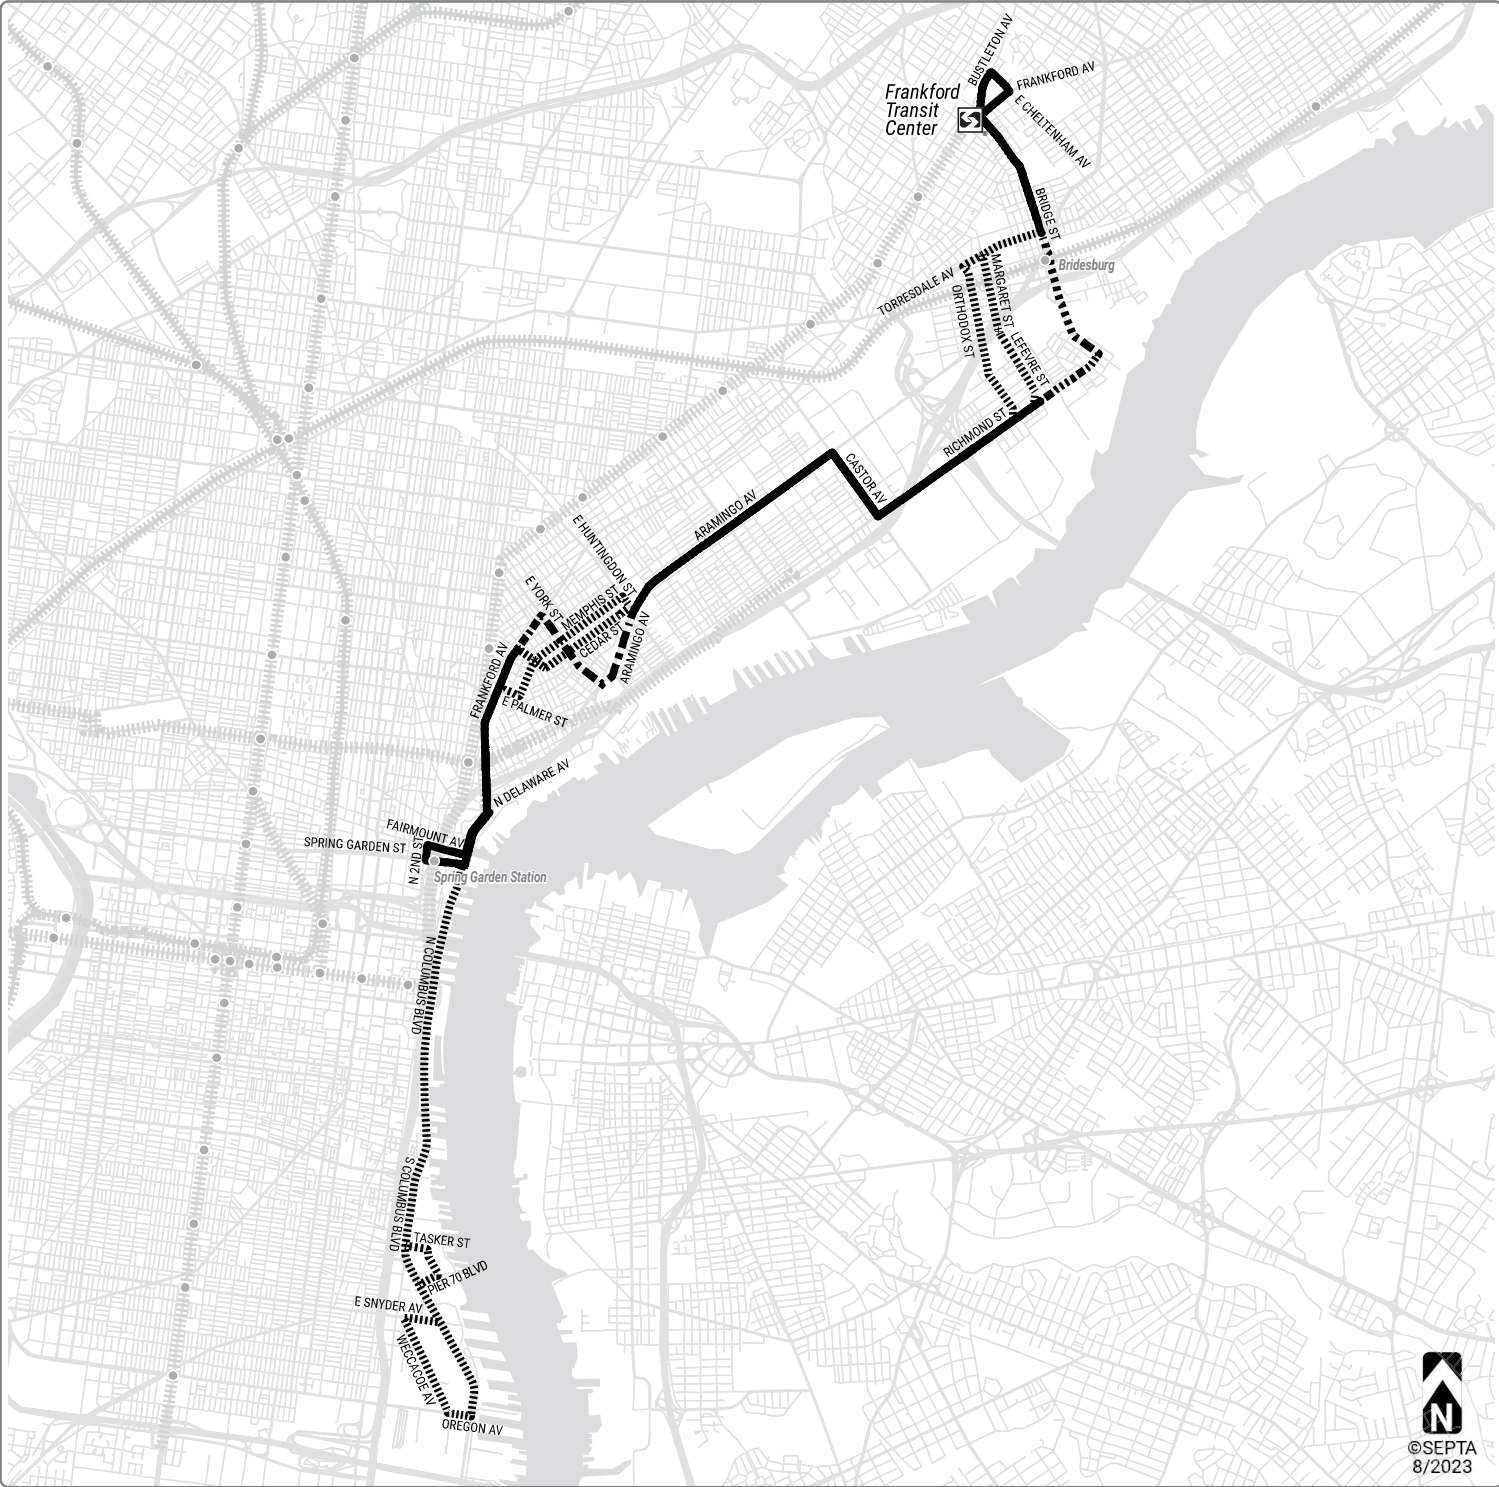 BUSTLETON AV
FRANKFORD AV
Frankford
Transit
Center
E CHELTENHAM AV
BRIDGE ST
Bridesburg
TORRESDALE AV
MARGARET ST
ORTHODOX ST
LEFEVRE ST
RICHMOND ST
CASTOR AV
ARAMINGO AV
E HUNTINGDON ST
E YORK ST
MEMPHIS ST
CEDAR ST
ARAMINGO AV
FRANKFORD AV
E PALMER ST
N DELAWARE AV
FAIRMOUNT AV
SPRING GARDEN ST
N 2ND ST
Spring Garden Station
N COLUMBUS BLVD
S COLUMBUS BLVD
TASKER ST
PIER 70 BLVD
E SNYDER AV
WECCACOE AV
OREGON AV
N
©SEPTA
8/2023